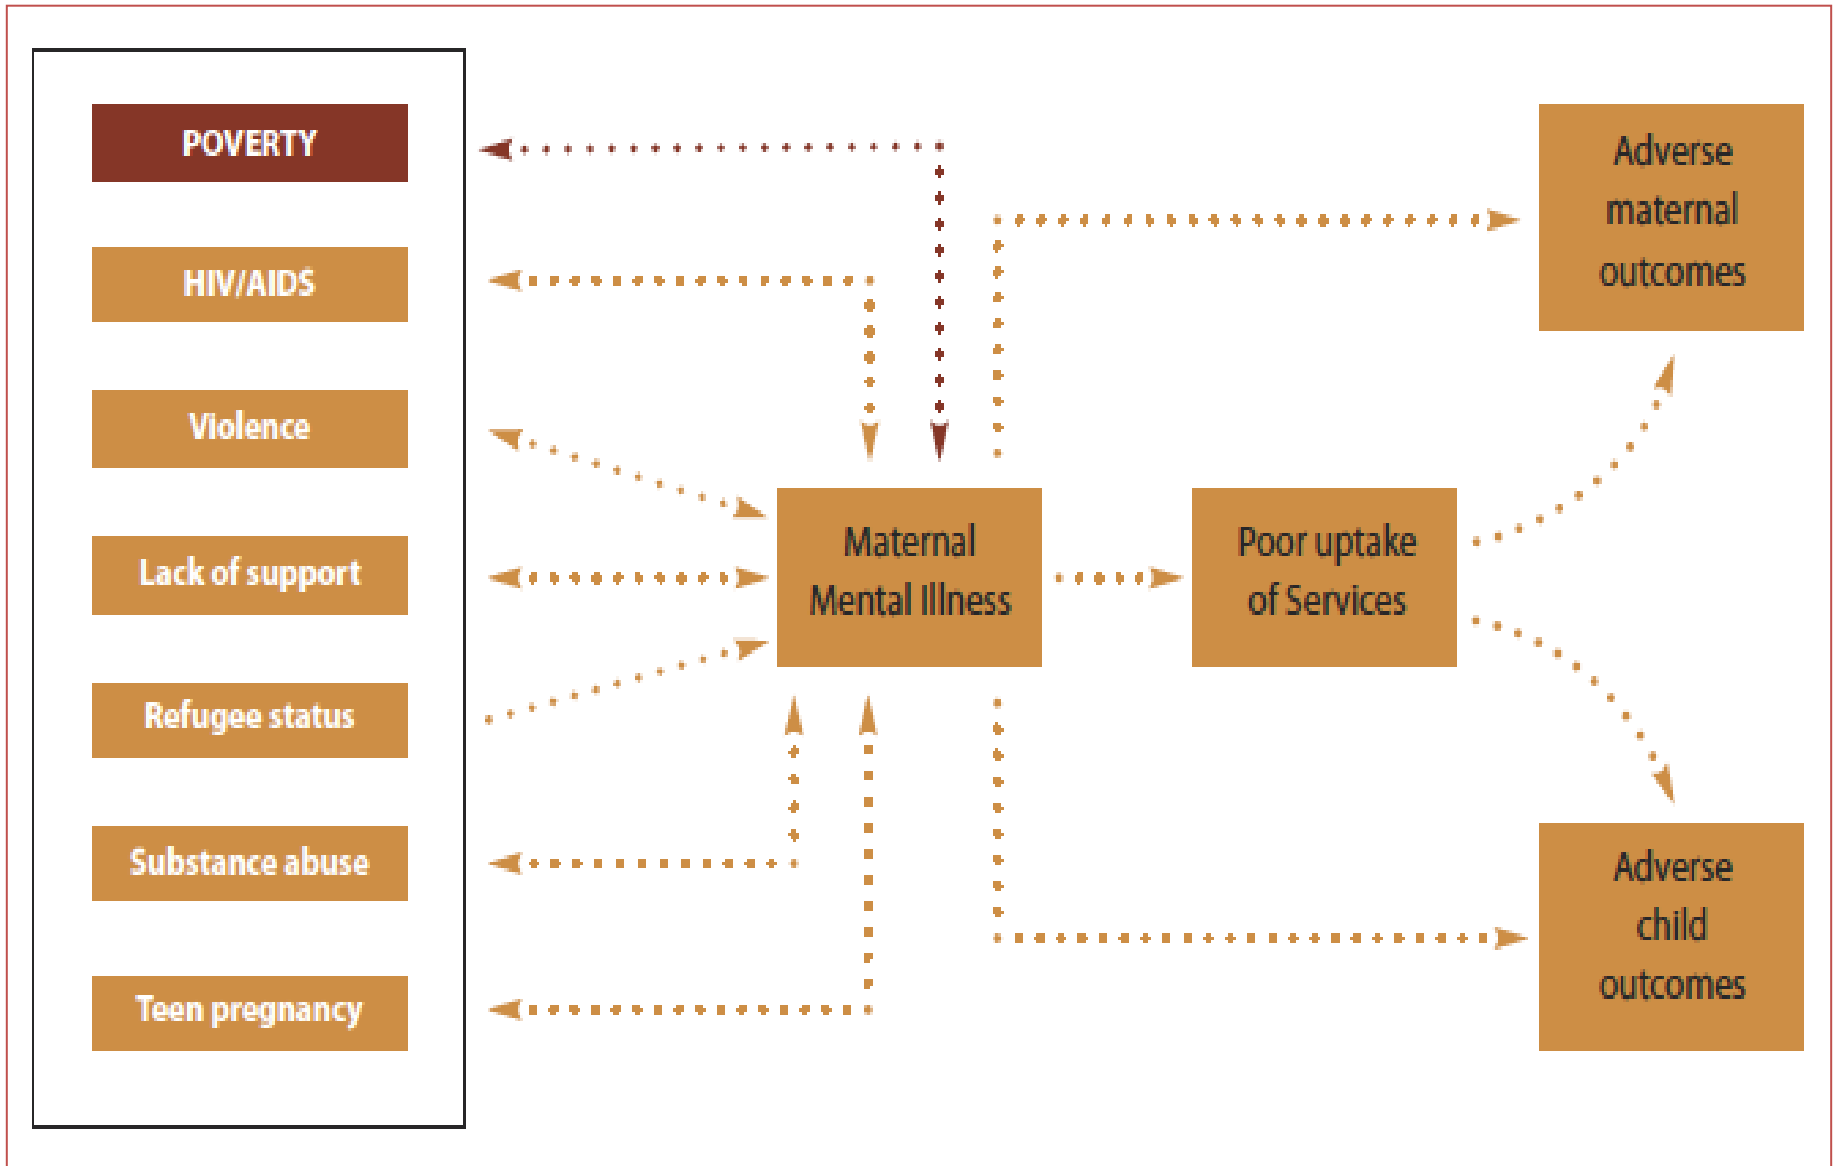 POVERTY
HIV/AIDS
Violence
Lack of support
Refugee status
Substance abuse
Teen pregnancy
Maternal
Mental Illness
Poor uptake
of Services
Adverse
maternal
outcomes
Adverse
child
outcomes